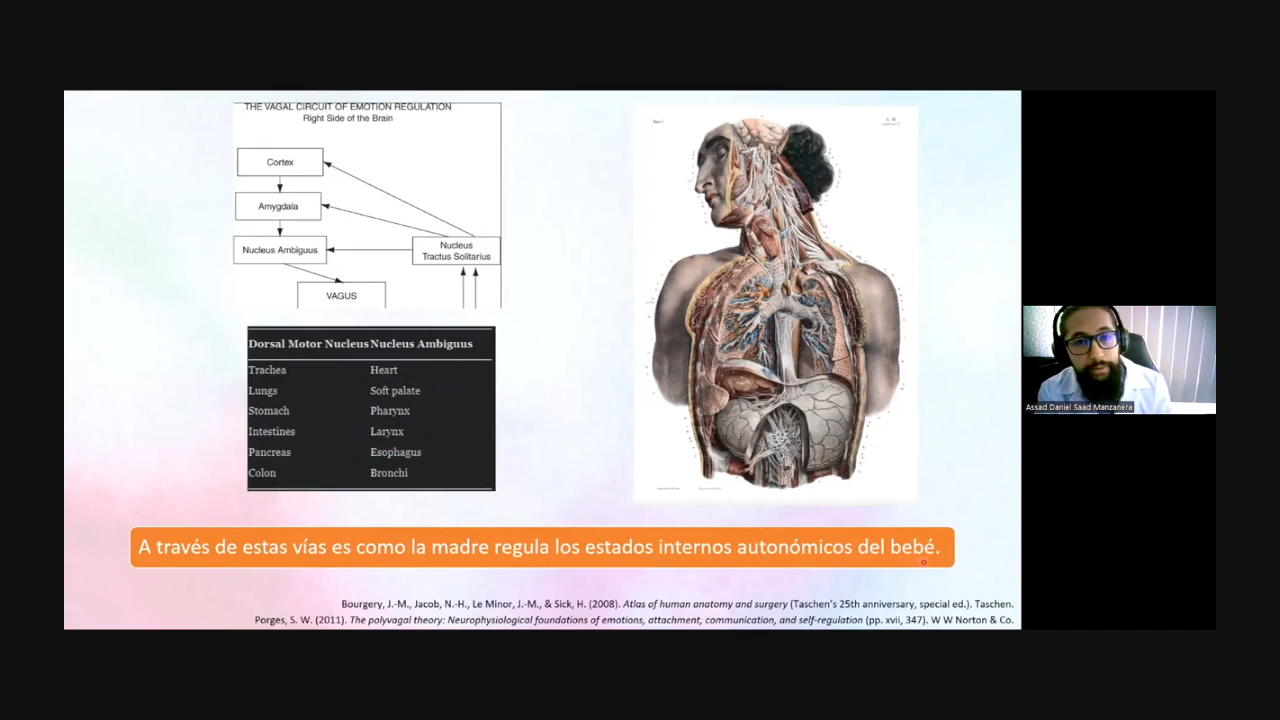 THE VAGAL CIRCUIT OF EMOTION REGULATION
Right Side of the Brain
Cortex
Amygdala
Nucleus Ambiguus
Nucleus
Tractus Solitarius
VAGUS
Dorsal Motor Nucleus Nucleus Ambiguus
Trachea Heart
Lungs Soft palate
Stomach Pharynx
Intestines Larynx
Pancreas Esophagus
Colon Bronchi
A través de estas vías es como la madre regula los estados internos autonómicos del bebé.
Bourgery, J.-M., Jacob, N.-H., Le Minor, J.-M., & Sick, H. (2008). Atlas of human anatomy and surgery (Taschen's 25th anniversary, special ed.). Taschen.
Porges, S. W. (2011). The polyvagal theory: Neurophysiological foundations of emotions, attachment, communication, and self-regulation (pp. xvii, 347). W W Norton & Co.
Assad Daniel Saad Manzanera